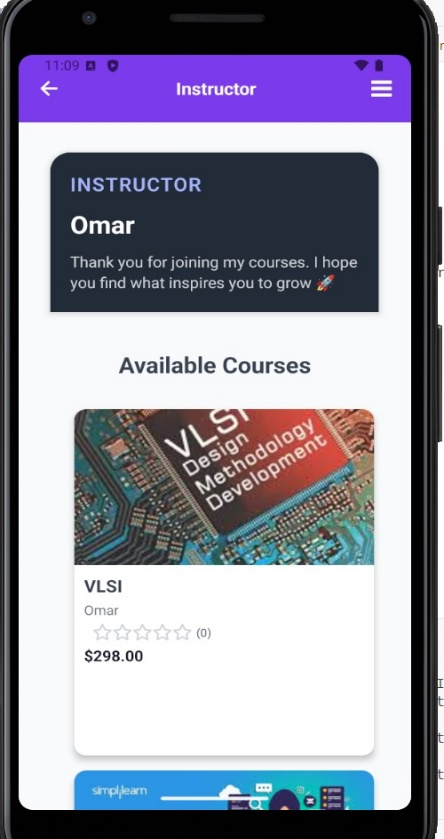 11:09
Instructor
INSTRUCTOR
Omar
Thank you for joining my courses. I hope
you find what inspires you to grow 🚀
Available Courses
VLSI
Design
Methodology
Development
VLSI
Omar
(0)
$298.00
simplilearn